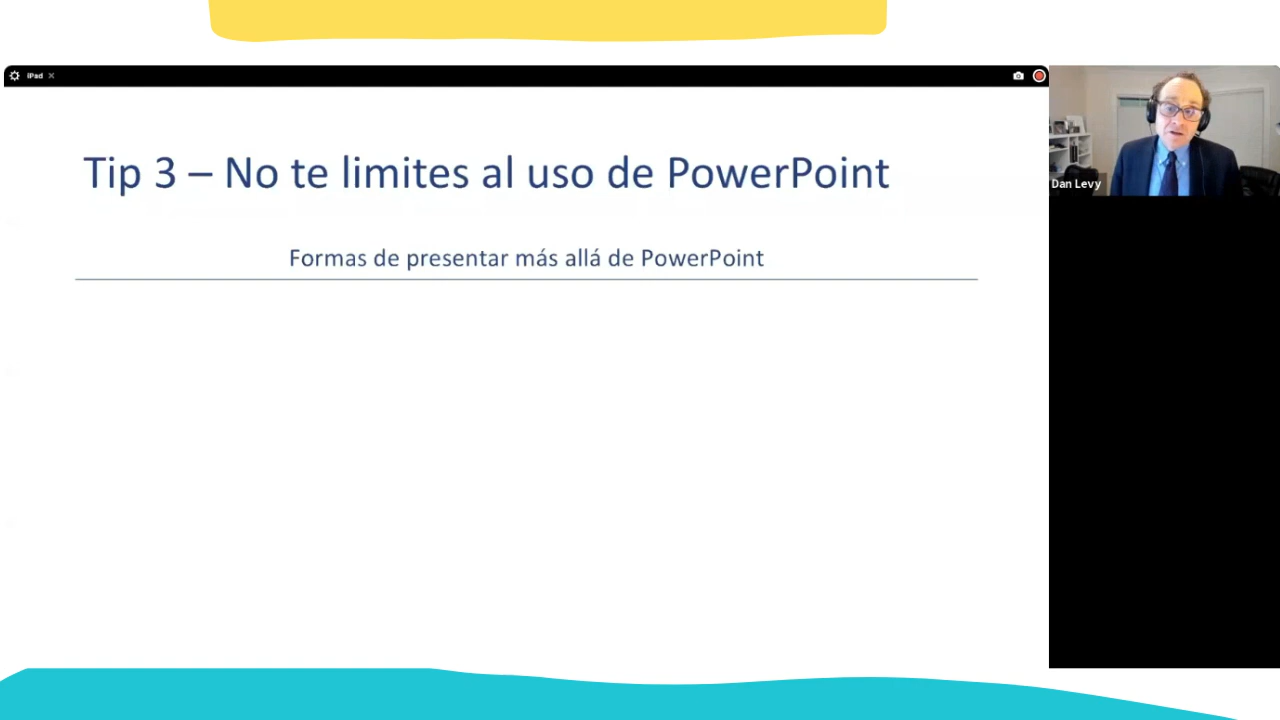 iPad
Tip 3 – No te limites al uso de PowerPoint
Dan Levy
Formas de presentar más allá de PowerPoint